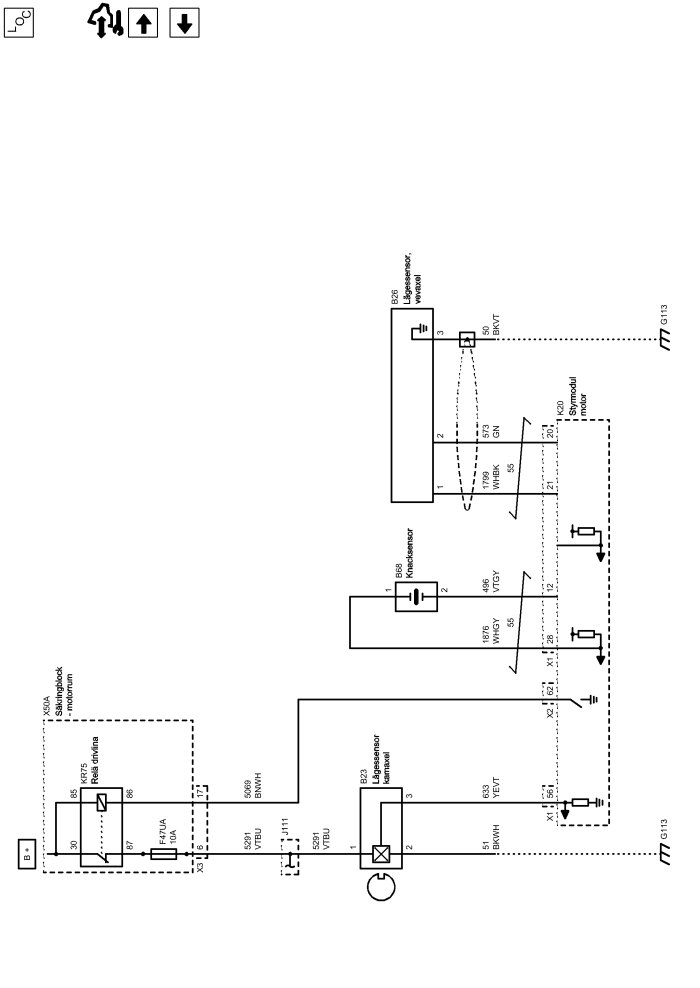 LOC
B26
Lägessensor,
vevaxel
3
50
BKVT
G113
2
573
GN
20
K20
Styrmodul
motor
1
1799
WHBK
55
21
B68
Knacksensor
1
2
496
VTGY
12
1876
WHGY
55
28
X1
62
X2
X50A
Säkringblock
- motorrum
KR75
Relä drivlina
85
86
17
5069
BNWH
B23
Lägessensor
kamaxel
3
633
YEVT
56
X1
B+
30
87
F47UA
10A
6
X3
5291
VTBU
J111
5291
VTBU
1
2
51
BKWH
G113